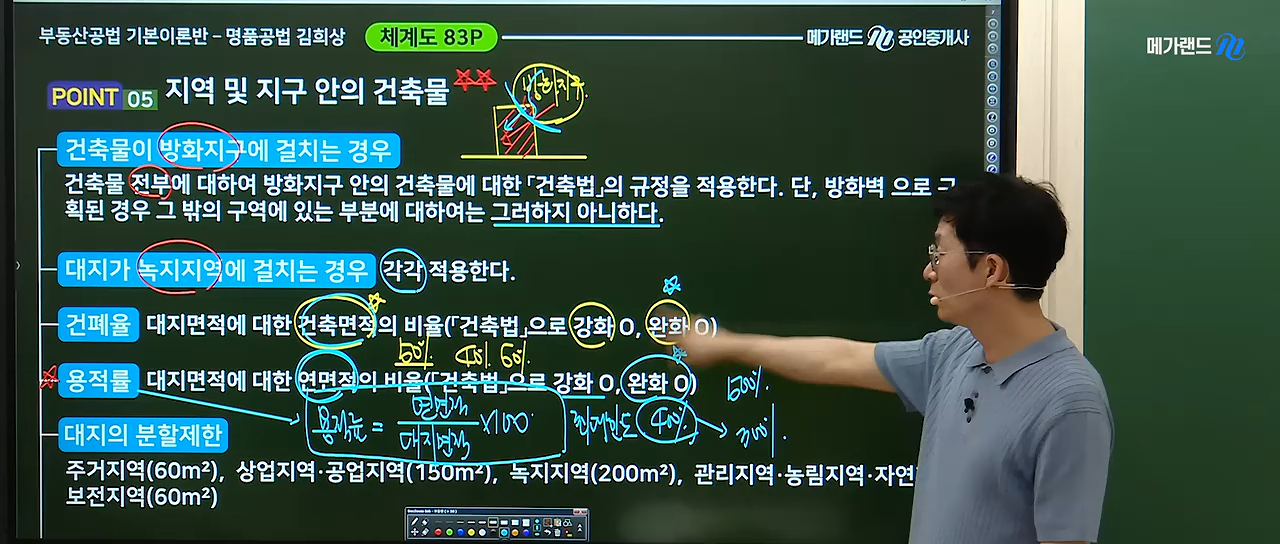 부동산공법 기본이론반 - 명품공법 김희상 체계도 83P 메가랜드 공인중개사
메가랜드
POINT 05 지역 및 지구 안의 건축물
방화지구
건축물이 방화지구에 걸치는 경우
건축물 전부에 대하여 방화지구 안의 건축물에 대한 「건축법」의 규정을 적용한다. 단, 방화벽 으로 구
획된 경우 그 밖의 구역에 있는 부분에 대하여는 그러하지 아니하다.
대지가 녹지지역에 걸치는 경우 각각 적용한다.
건폐율 대지면적에 대한 건축면적의 비율(「건축법」으로 강화 O, 완화 O)
용적률 대지면적에 대한 연면적의 비율(「건축법」으로 강화 O, 완화 O)
용적률 = 연면적 / 대지면적 ×100
대지의 분할제한
주거지역(60m²), 상업지역·공업지역(150m²), 녹지지역(200m²), 관리지역·농림지역·자연
보전지역(60m²)